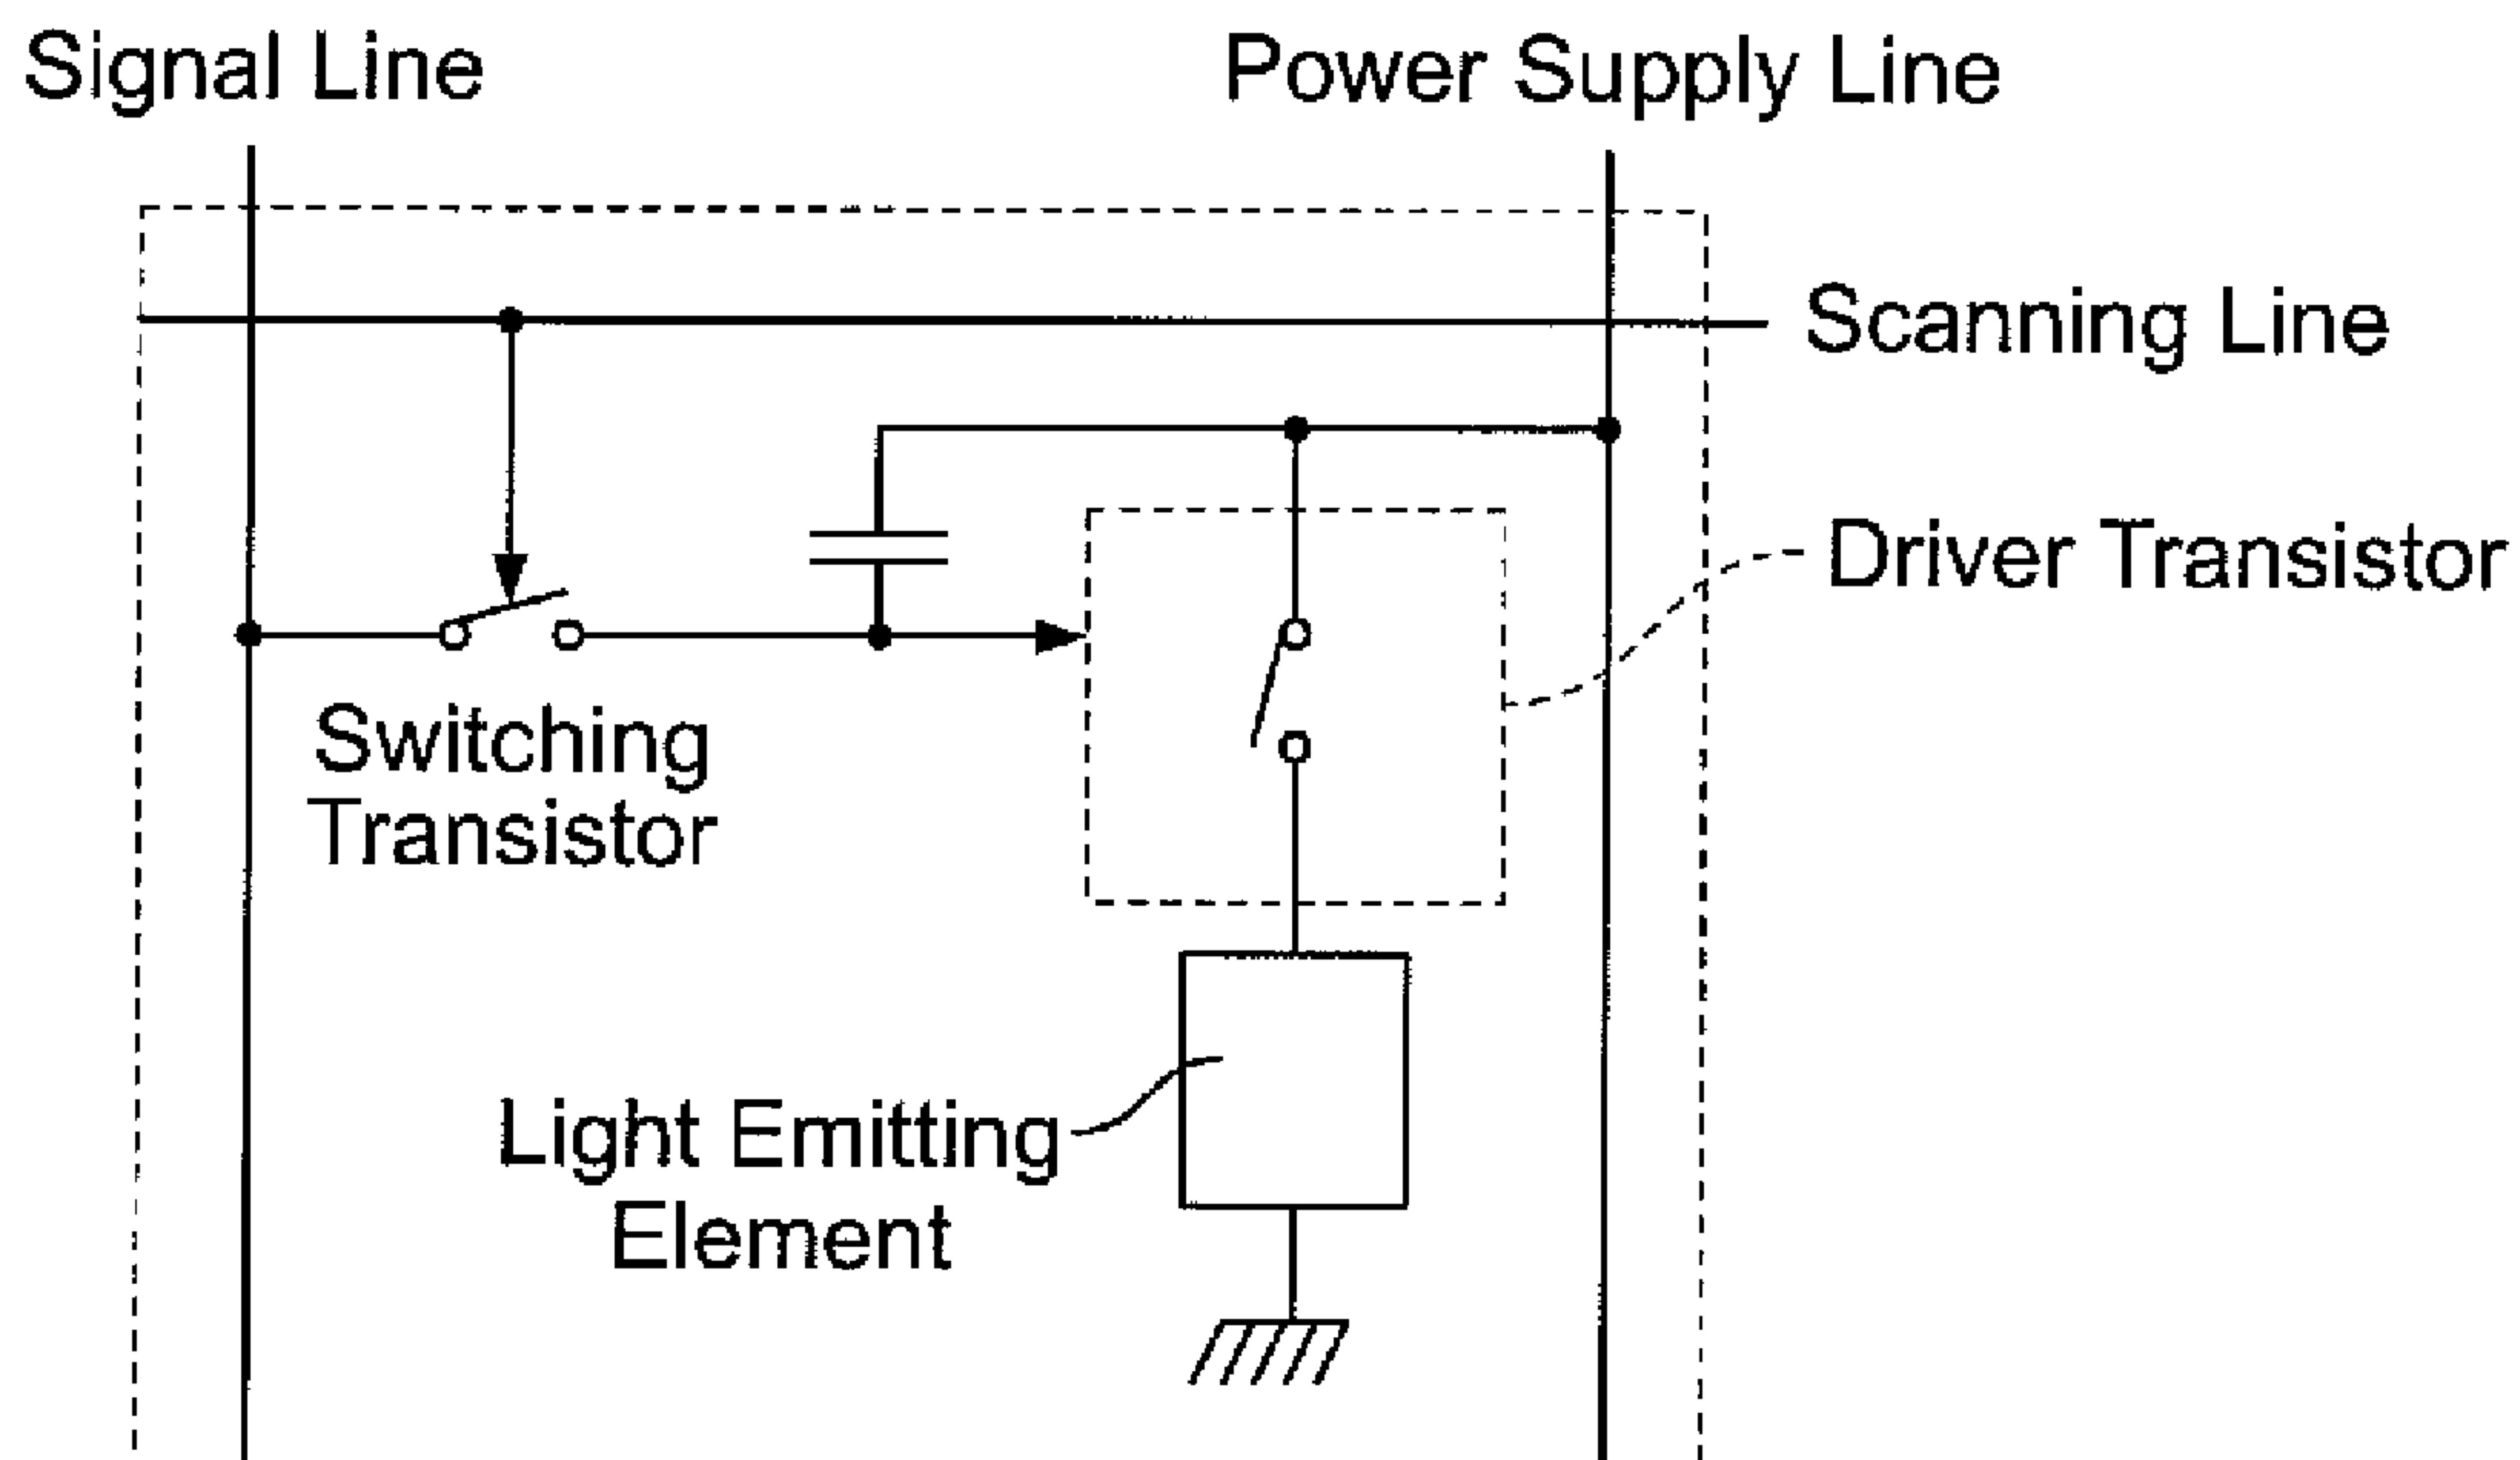 Signal Line
Power Supply Line
Scanning Line
Driver Transistor
Switching
Transistor
Light Emitting
Element